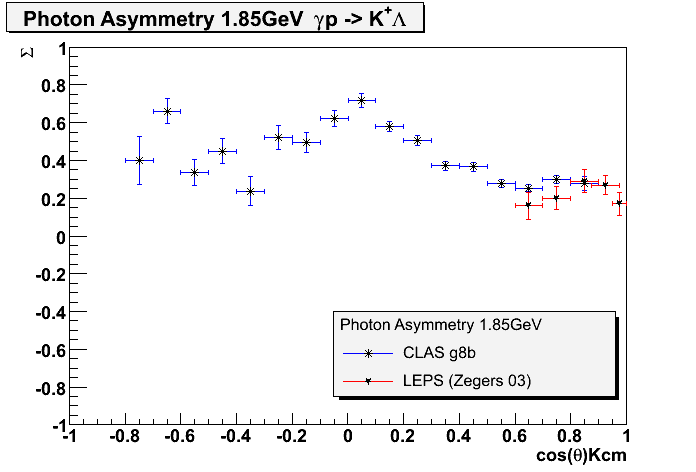 Photon Asymmetry 1.85GeV γp -> K⁺Λ
Σ
1
0.8
0.6
0.4
0.2
0
-0.2
-0.4
-0.6
-0.8
-1
Photon Asymmetry 1.85GeV
CLAS g8b
LEPS (Zegers 03)
-1 -0.8 -0.6 -0.4 -0.2 0 0.2 0.4 0.6 0.8 1
cos(θ)Kcm